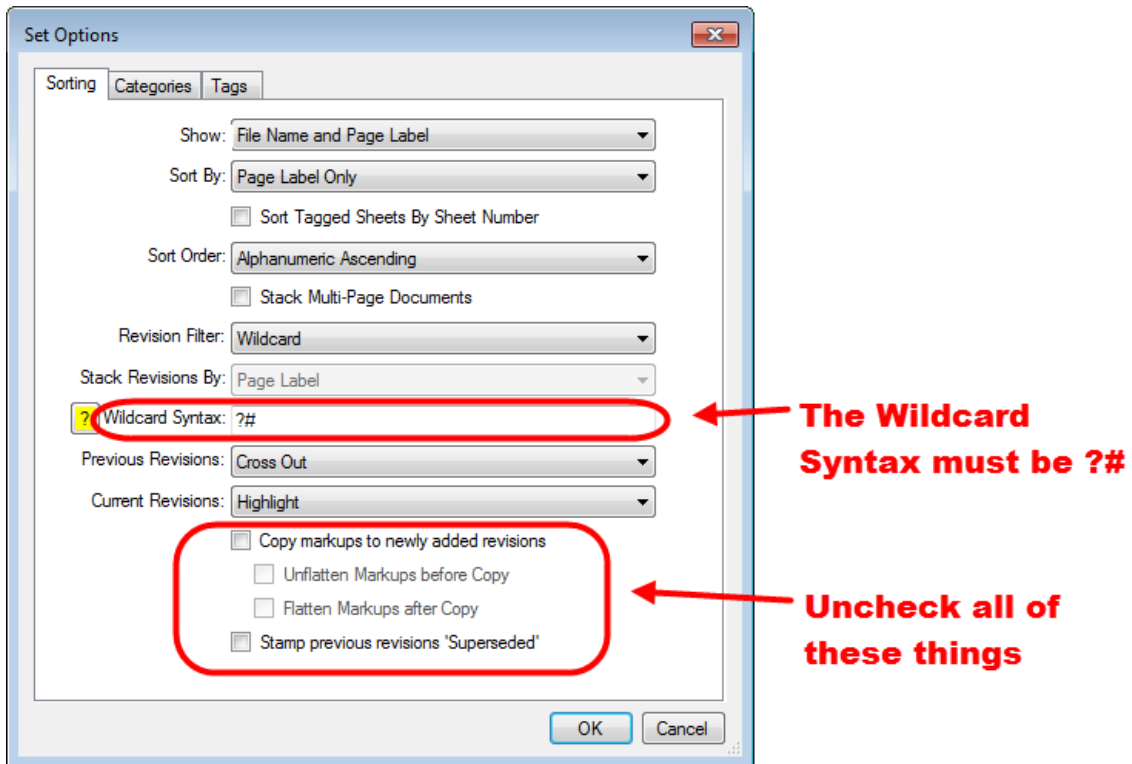 Set Options
Sorting Categories Tags
Show: File Name and Page Label
Sort By: Page Label Only
Sort Tagged Sheets By Sheet Number
Sort Order: Alphanumeric Ascending
Stack Multi-Page Documents
Revision Filter: Wildcard
Stack Revisions By: Page Label
? Wildcard Syntax: ?#
The Wildcard
Syntax must be ?#
Previous Revisions: Cross Out
Current Revisions: Highlight
Copy markups to newly added revisions
Unflatten Markups before Copy
Flatten Markups after Copy
Stamp previous revisions 'Superseded'
Uncheck all of
these things
OK Cancel